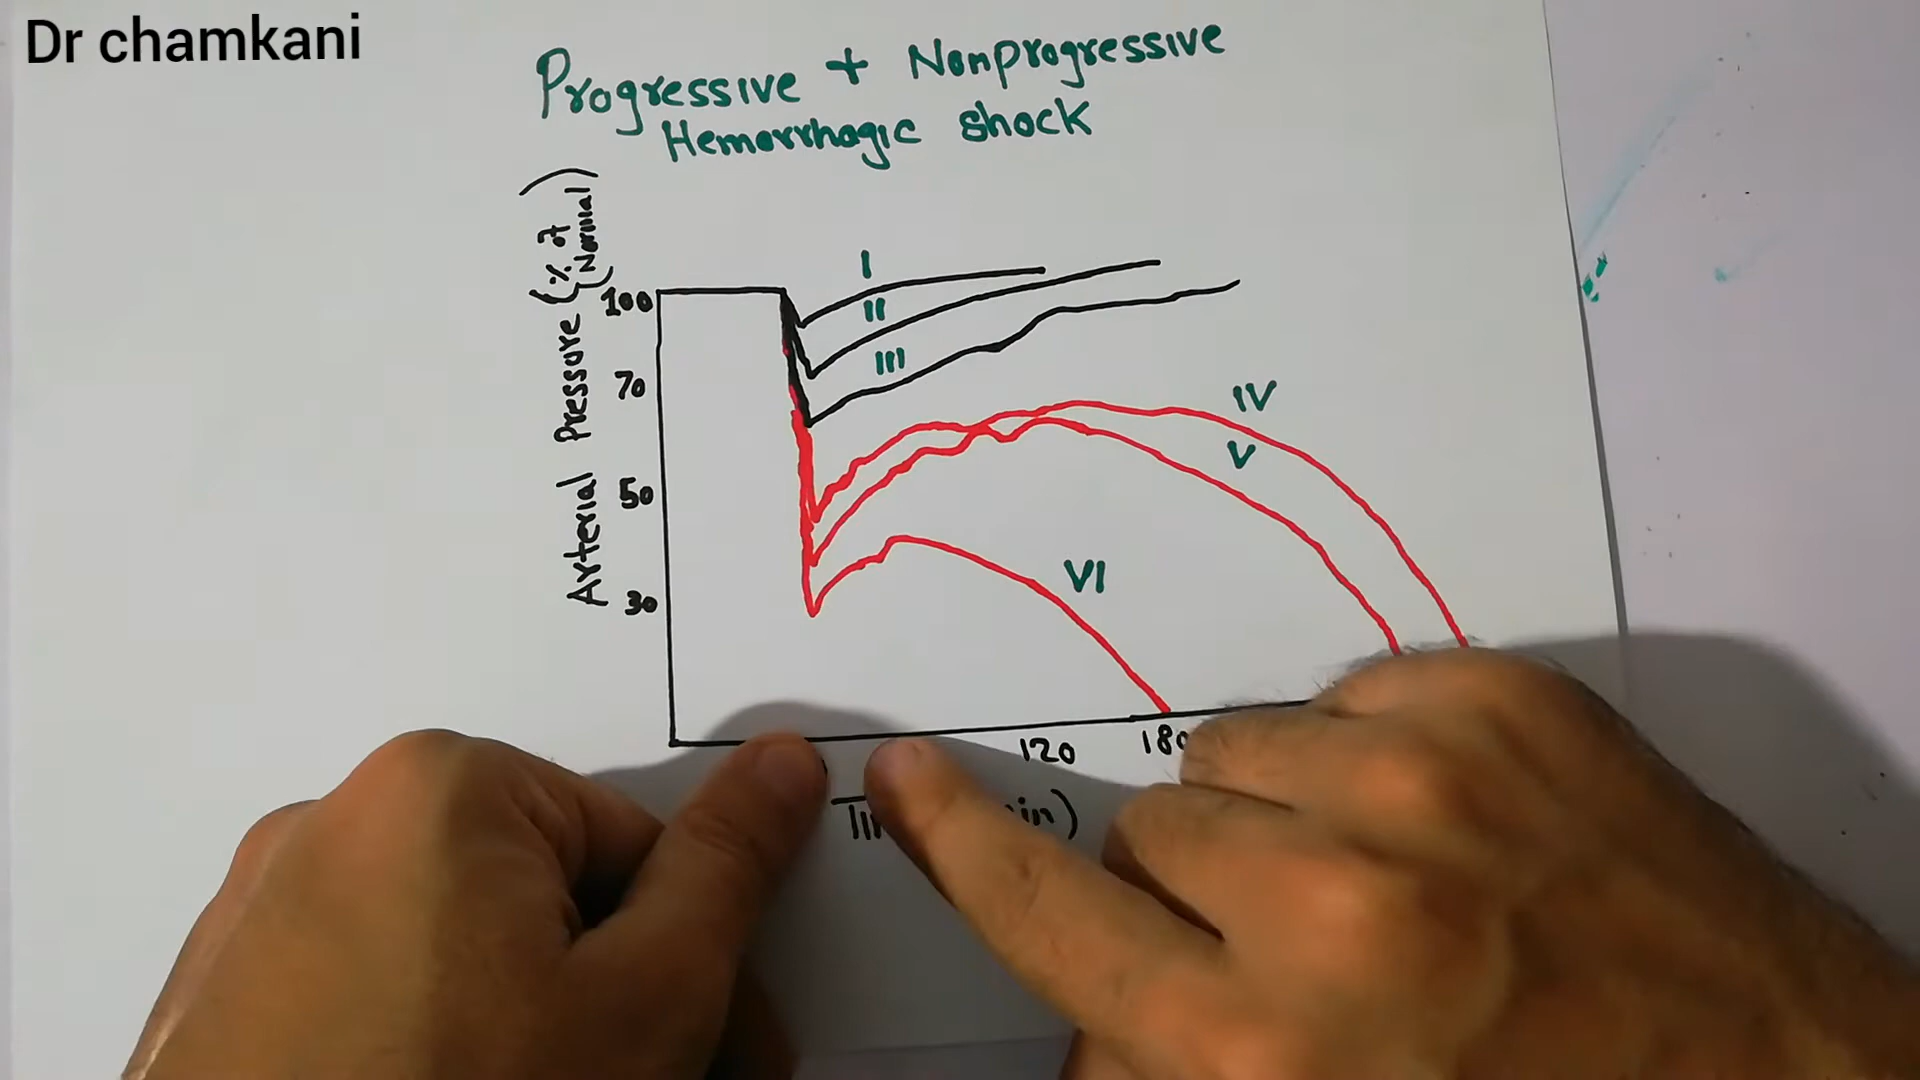 Dr chamkani
Progressive + Nonprogressive
Hemorrhagic shock
Arterial Pressure (% of
Normal)
100
70
50
30
I
II
III
IV
V
VI
120
180